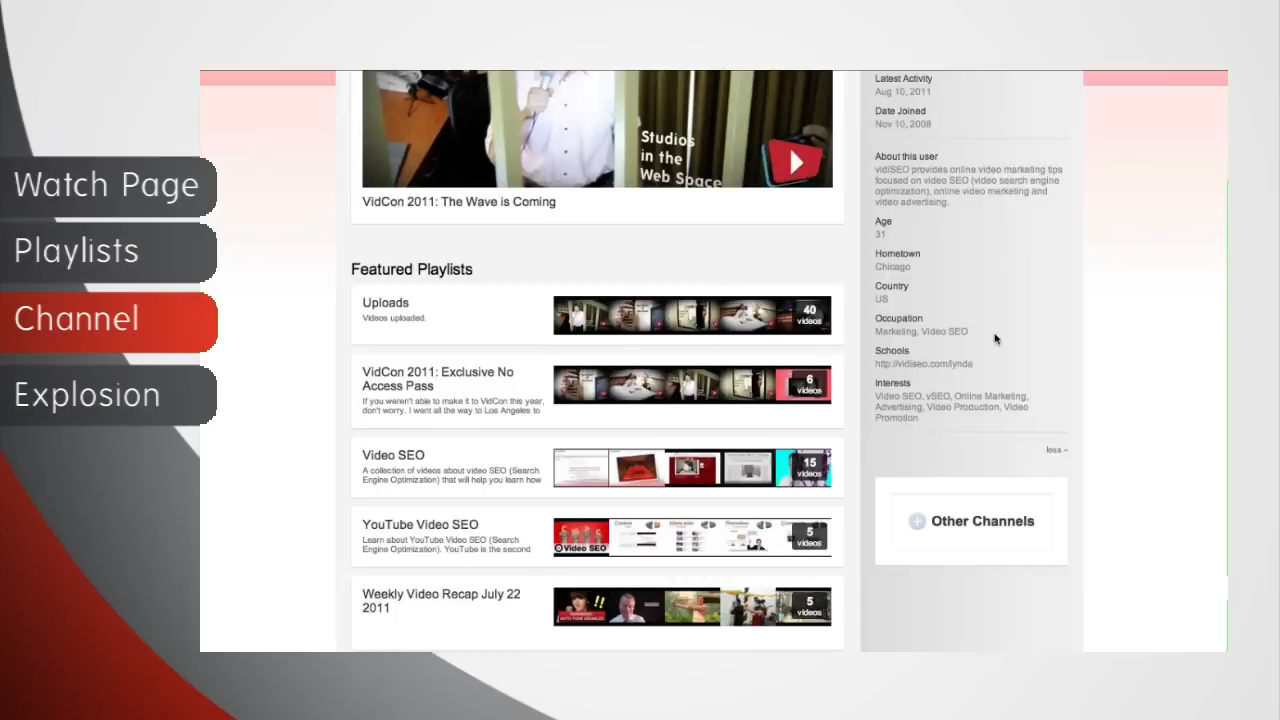 Watch Page
Playlists
Channel
Explosion
Studios
in the
Web Space
VidCon 2011: The Wave is Coming
Featured Playlists
Uploads
Videos uploaded.
40
videos
VidCon 2011: Exclusive No
Access Pass
If you weren't able to make it to VidCon this year,
don't worry. I went all the way to Los Angeles to
6
videos
Video SEO
A collection of videos about video SEO (Search
Engine Optimization) that will help you learn how
15
videos
YouTube Video SEO
Learn about YouTube Video SEO (Search
Engine Optimization). YouTube is the second
Video SEO
5
videos
Weekly Video Recap July 22
2011
5
videos
Latest Activity
Aug 10, 2011
Date Joined
Nov 10, 2008
About this user
vidiSEO provides online video marketing tips
focused on video SEO (video search engine
optimization), online video marketing and
video advertising.
Age
31
Hometown
Chicago
Country
US
Occupation
Marketing, Video SEO
Schools
http://vidiseo.com/lynda
Interests
Video SEO, vSEO, Online Marketing,
Advertising, Video Production, Video
Promotion
less
Other Channels